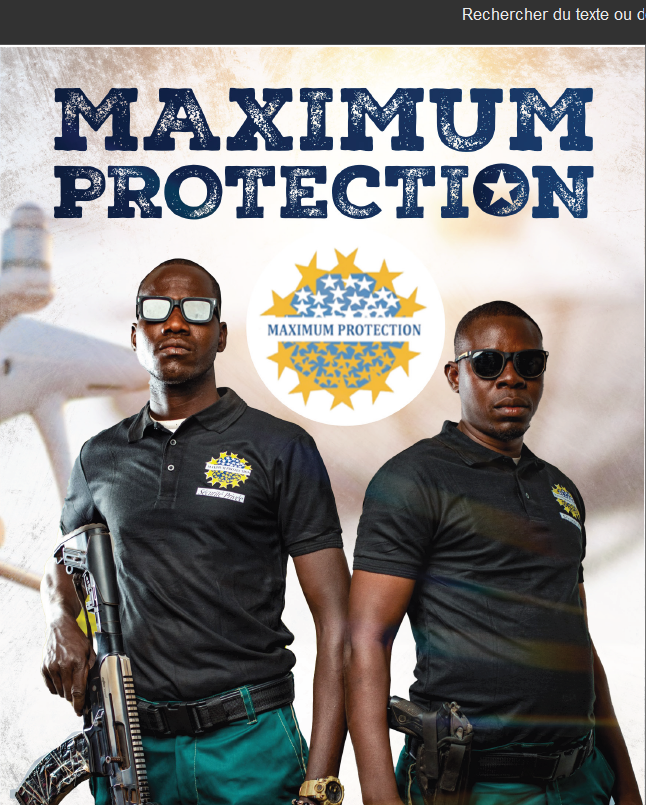 Rechercher du texte ou d
MAXIMUM
PROTECTION
MAXIMUM PROTECTION